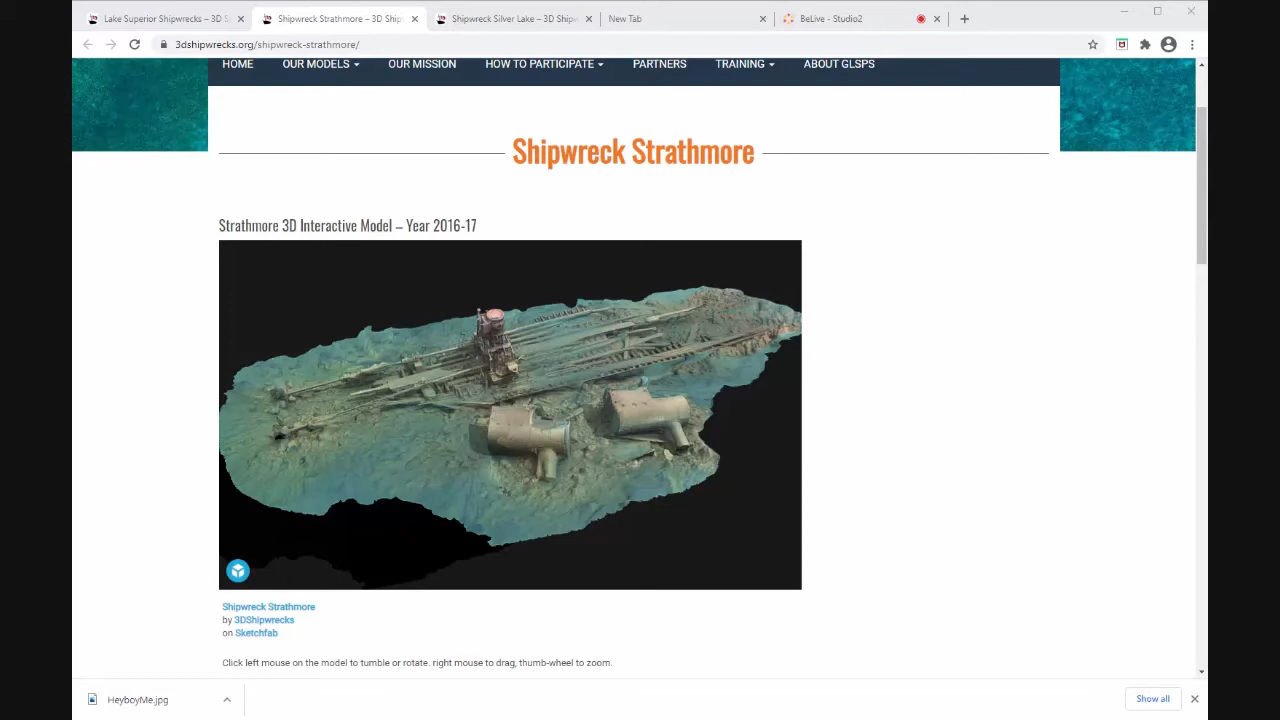 Lake Superior Shipwrecks – 3D S
Shipwreck Strathmore – 3D Ship
Shipwreck Silver Lake – 3D Shipw
New Tab
BeLive - Studio2
3dshipwrecks.org/shipwreck-strathmore/
HOME OUR MODELS OUR MISSION HOW TO PARTICIPATE PARTNERS TRAINING ABOUT GLSPS
Shipwreck Strathmore
Strathmore 3D Interactive Model – Year 2016-17
Shipwreck Strathmore
by 3DShipwrecks
on Sketchfab
Click left mouse on the model to tumble or rotate. right mouse to drag, thumb-wheel to zoom.
HeyboyMe.jpg
Show all